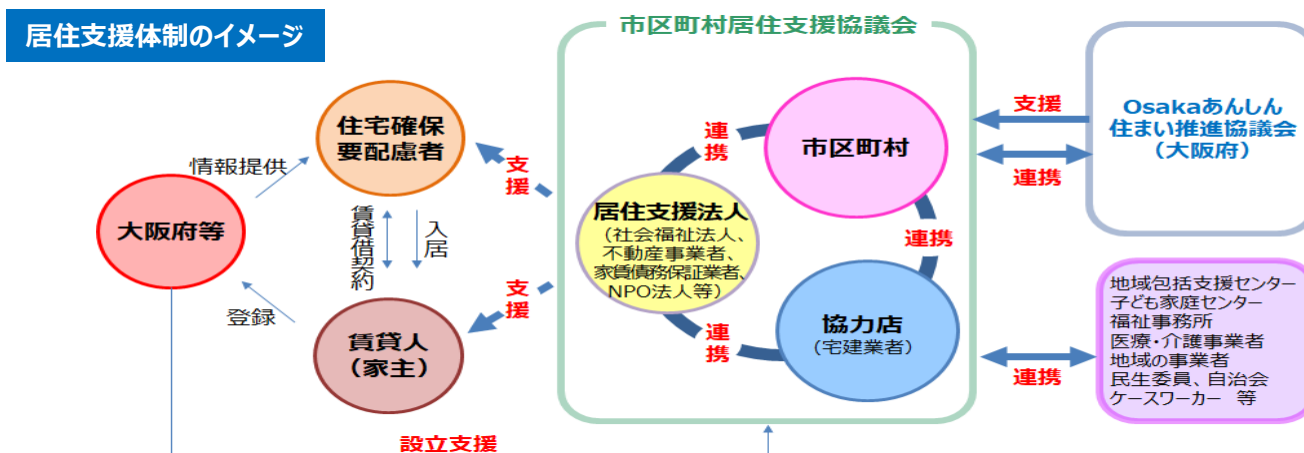 居住支援体制のイメージ
市区町村居住支援協議会
住宅確保
要配慮者
情報提供
大阪府等
登録
賃貸借契約
入居
賃貸人
（家主）
支援
支援
連携
市区町村
居住支援法人
（社会福祉法人、
不動産事業者、
家賃債務保証業者、
NPO法人等）
連携
連携
協力店
（宅建業者）
支援
連携
Osakaあんしん
住まい推進協議会
（大阪府）
連携
地域包括支援センター
子ども家庭センター
福祉事務所
医療・介護事業者
地域の事業者
民生委員、自治会
ケースワーカー　等
設立支援